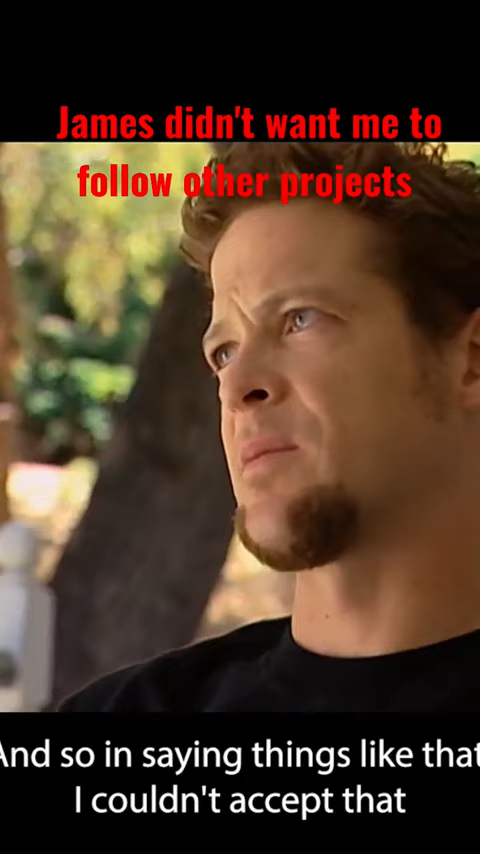 James didn't want me to
follow other projects
And so in saying things like that
I couldn't accept that